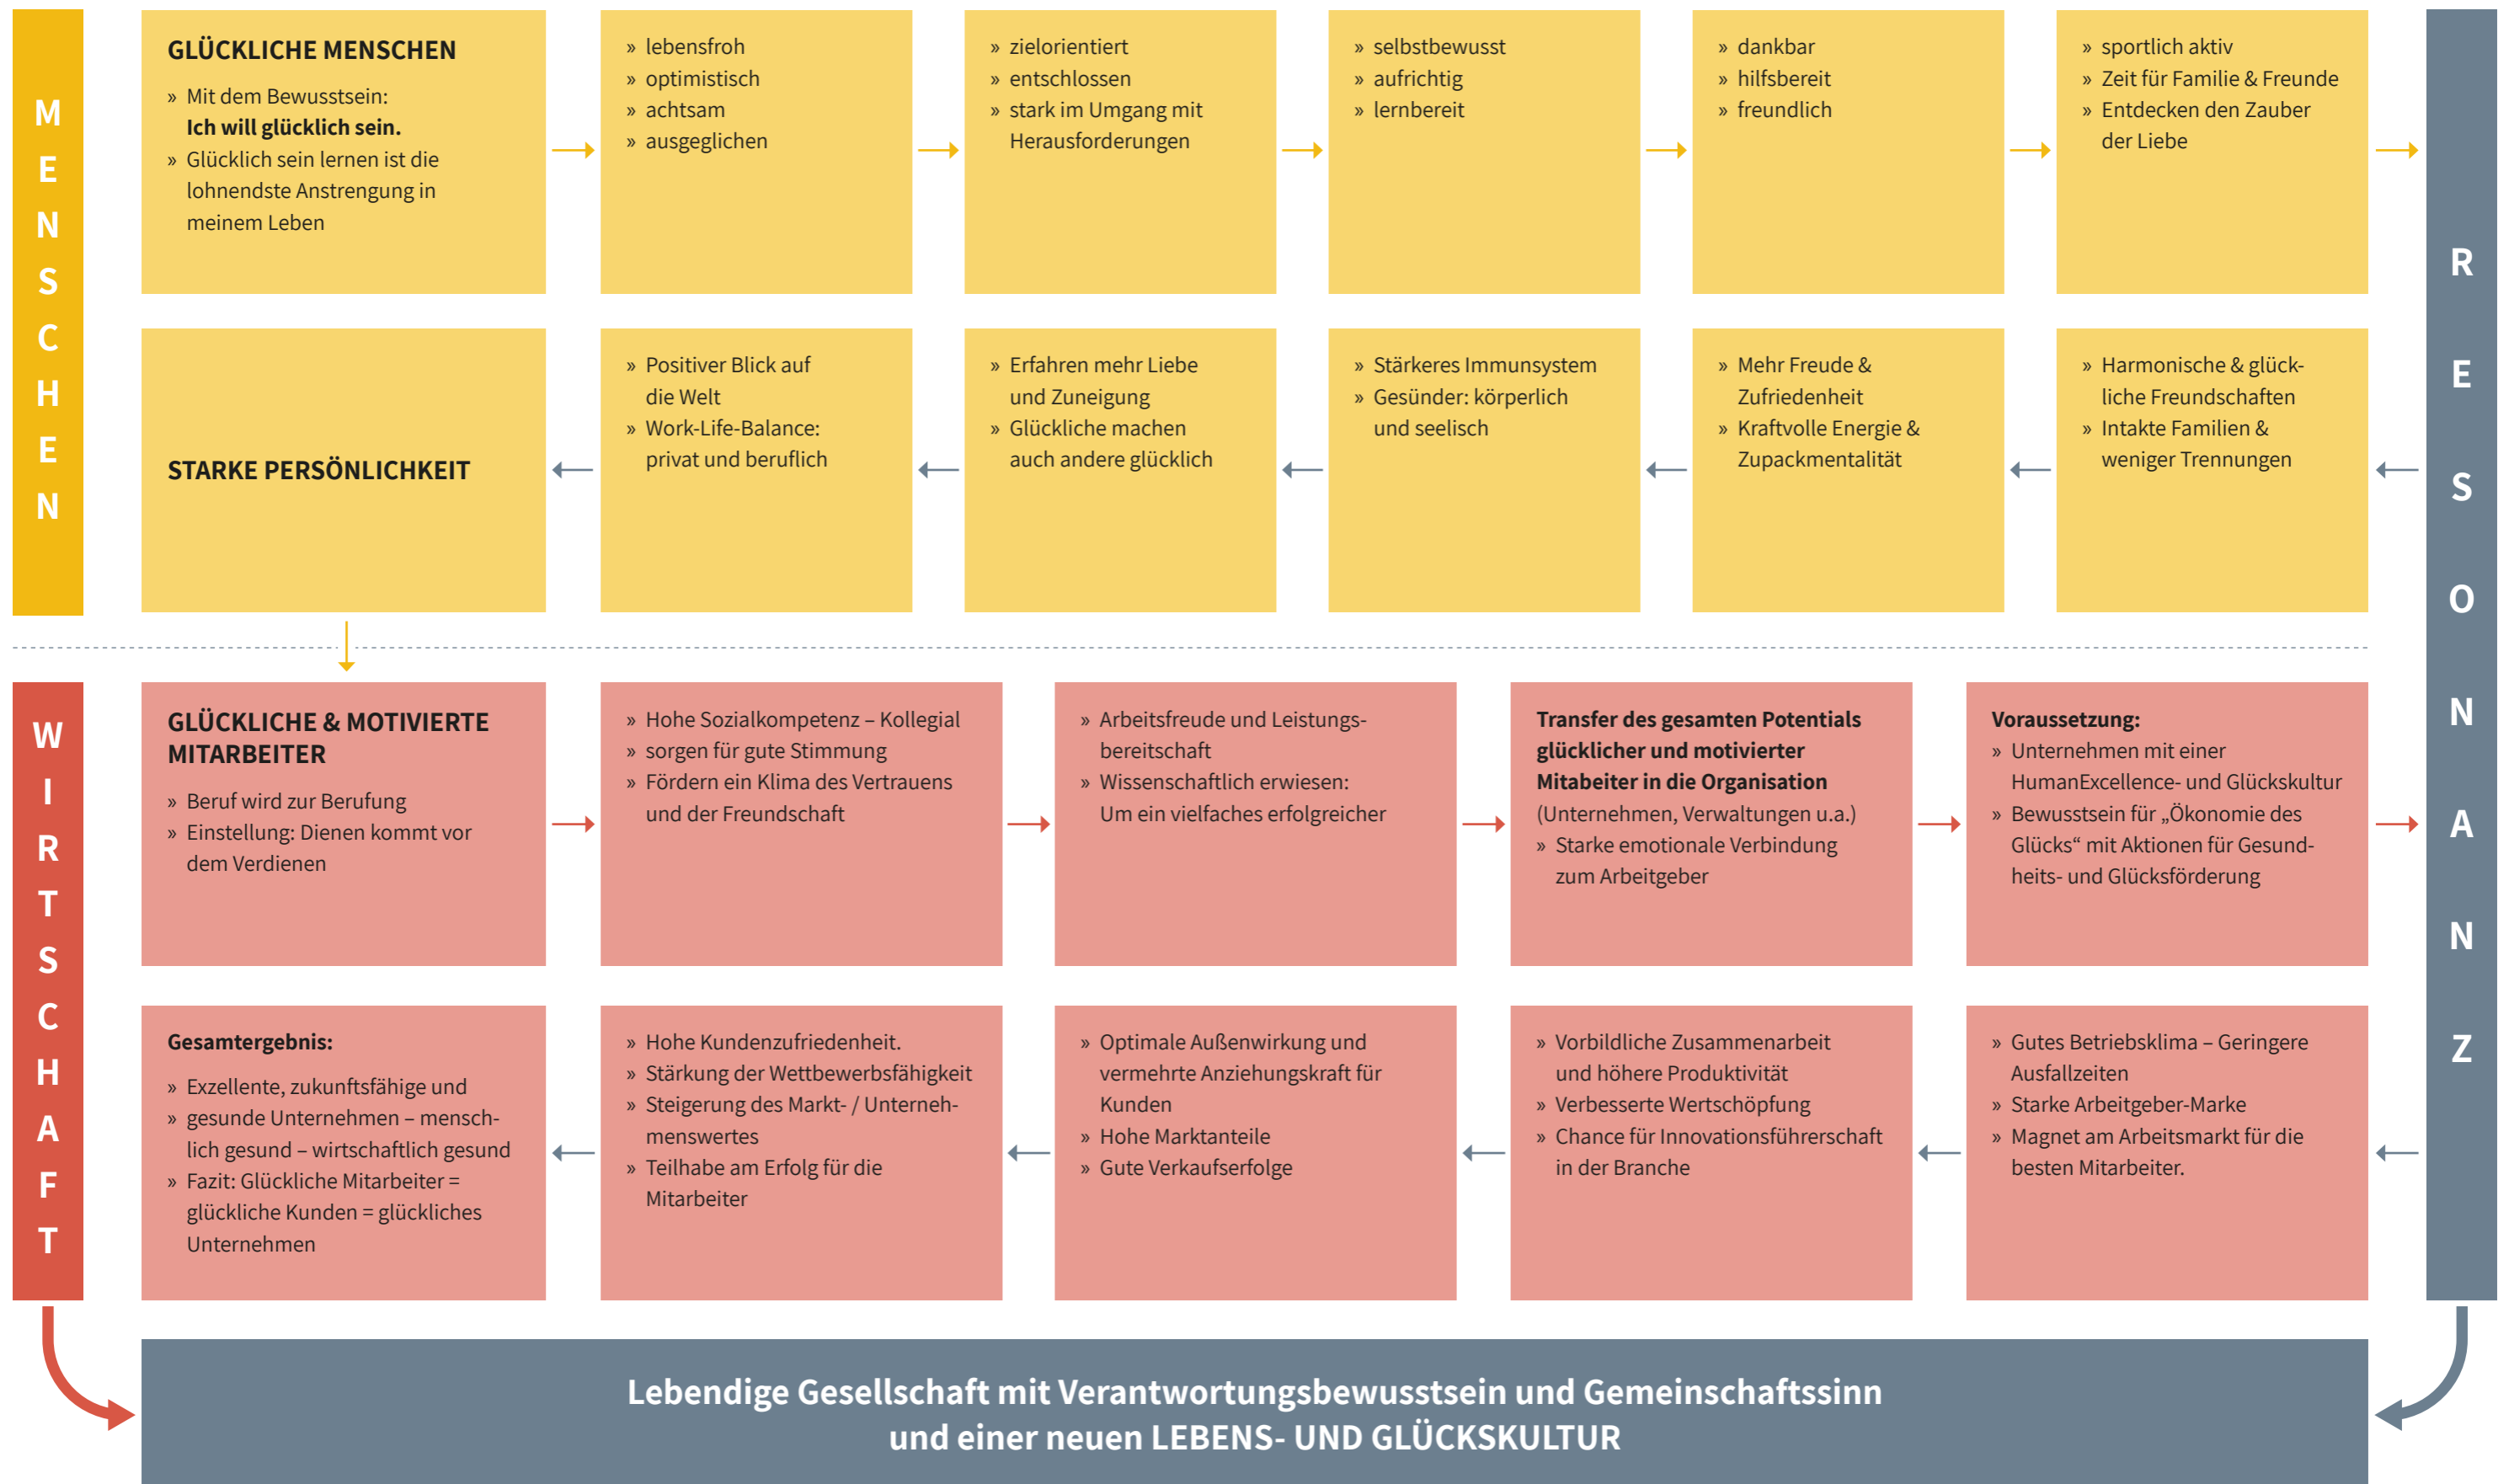 MENSCHEN
GLÜCKLICHE MENSCHEN
» Mit dem Bewusstsein:
Ich will glücklich sein.
» Glücklich sein lernen ist die
lohnendste Anstrengung in
meinem Leben
» lebensfroh
» optimistisch
» achtsam
» ausgeglichen
» zielorientiert
» entschlossen
» stark im Umgang mit
Herausforderungen
» selbstbewusst
» aufrichtig
» lernbereit
» dankbar
» hilfsbereit
» freundlich
» sportlich aktiv
» Zeit für Familie & Freunde
» Entdecken den Zauber
der Liebe
RESONANZ
STARKE PERSÖNLICHKEIT
» Positiver Blick auf
die Welt
» Work-Life-Balance:
privat und beruflich
» Erfahren mehr Liebe
und Zuneigung
» Glückliche machen
auch andere glücklich
» Stärkeres Immunsystem
» Gesünder: körperlich
und seelisch
» Mehr Freude &
Zufriedenheit
» Kraftvolle Energie &
Zupackmentalität
» Harmonische & glück-
liche Freundschaften
» Intakte Familien &
weniger Trennungen
WIRTSCHAFT
GLÜCKLICHE & MOTIVIERTE
MITARBEITER
» Beruf wird zur Berufung
» Einstellung: Dienen kommt vor
dem Verdienen
» Hohe Sozialkompetenz – Kollegial
» sorgen für gute Stimmung
» Fördern ein Klima des Vertrauens
und der Freundschaft
» Arbeitsfreude und Leistungs-
bereitschaft
» Wissenschaftlich erwiesen:
Um ein vielfaches erfolgreicher
Transfer des gesamten Potentials
glücklicher und motivierter
Mitabeiter in die Organisation
(Unternehmen, Verwaltungen u.a.)
» Starke emotionale Verbindung
zum Arbeitgeber
Voraussetzung:
» Unternehmen mit einer
HumanExcellence- und Glückskultur
» Bewusstsein für „Ökonomie des
Glücks“ mit Aktionen für Gesund-
heits- und Glücksförderung
Gesamtergebnis:
» Exzellente, zukunftsfähige und
» gesunde Unternehmen – mensch-
lich gesund – wirtschaftlich gesund
» Fazit: Glückliche Mitarbeiter =
glückliche Kunden = glückliches
Unternehmen
» Hohe Kundenzufriedenheit.
» Stärkung der Wettbewerbsfähigkeit
» Steigerung des Markt- / Unterneh-
menswertes
» Teilhabe am Erfolg für die
Mitarbeiter
» Optimale Außenwirkung und
vermehrte Anziehungskraft für
Kunden
» Hohe Marktanteile
» Gute Verkaufserfolge
» Vorbildliche Zusammenarbeit
und höhere Produktivität
» Verbesserte Wertschöpfung
» Chance für Innovationsführerschaft
in der Branche
» Gutes Betriebsklima – Geringere
Ausfallzeiten
» Starke Arbeitgeber-Marke
» Magnet am Arbeitsmarkt für die
besten Mitarbeiter.
Lebendige Gesellschaft mit Verantwortungsbewusstsein und Gemeinschaftssinn
und einer neuen LEBENS- UND GLÜCKSKULTUR